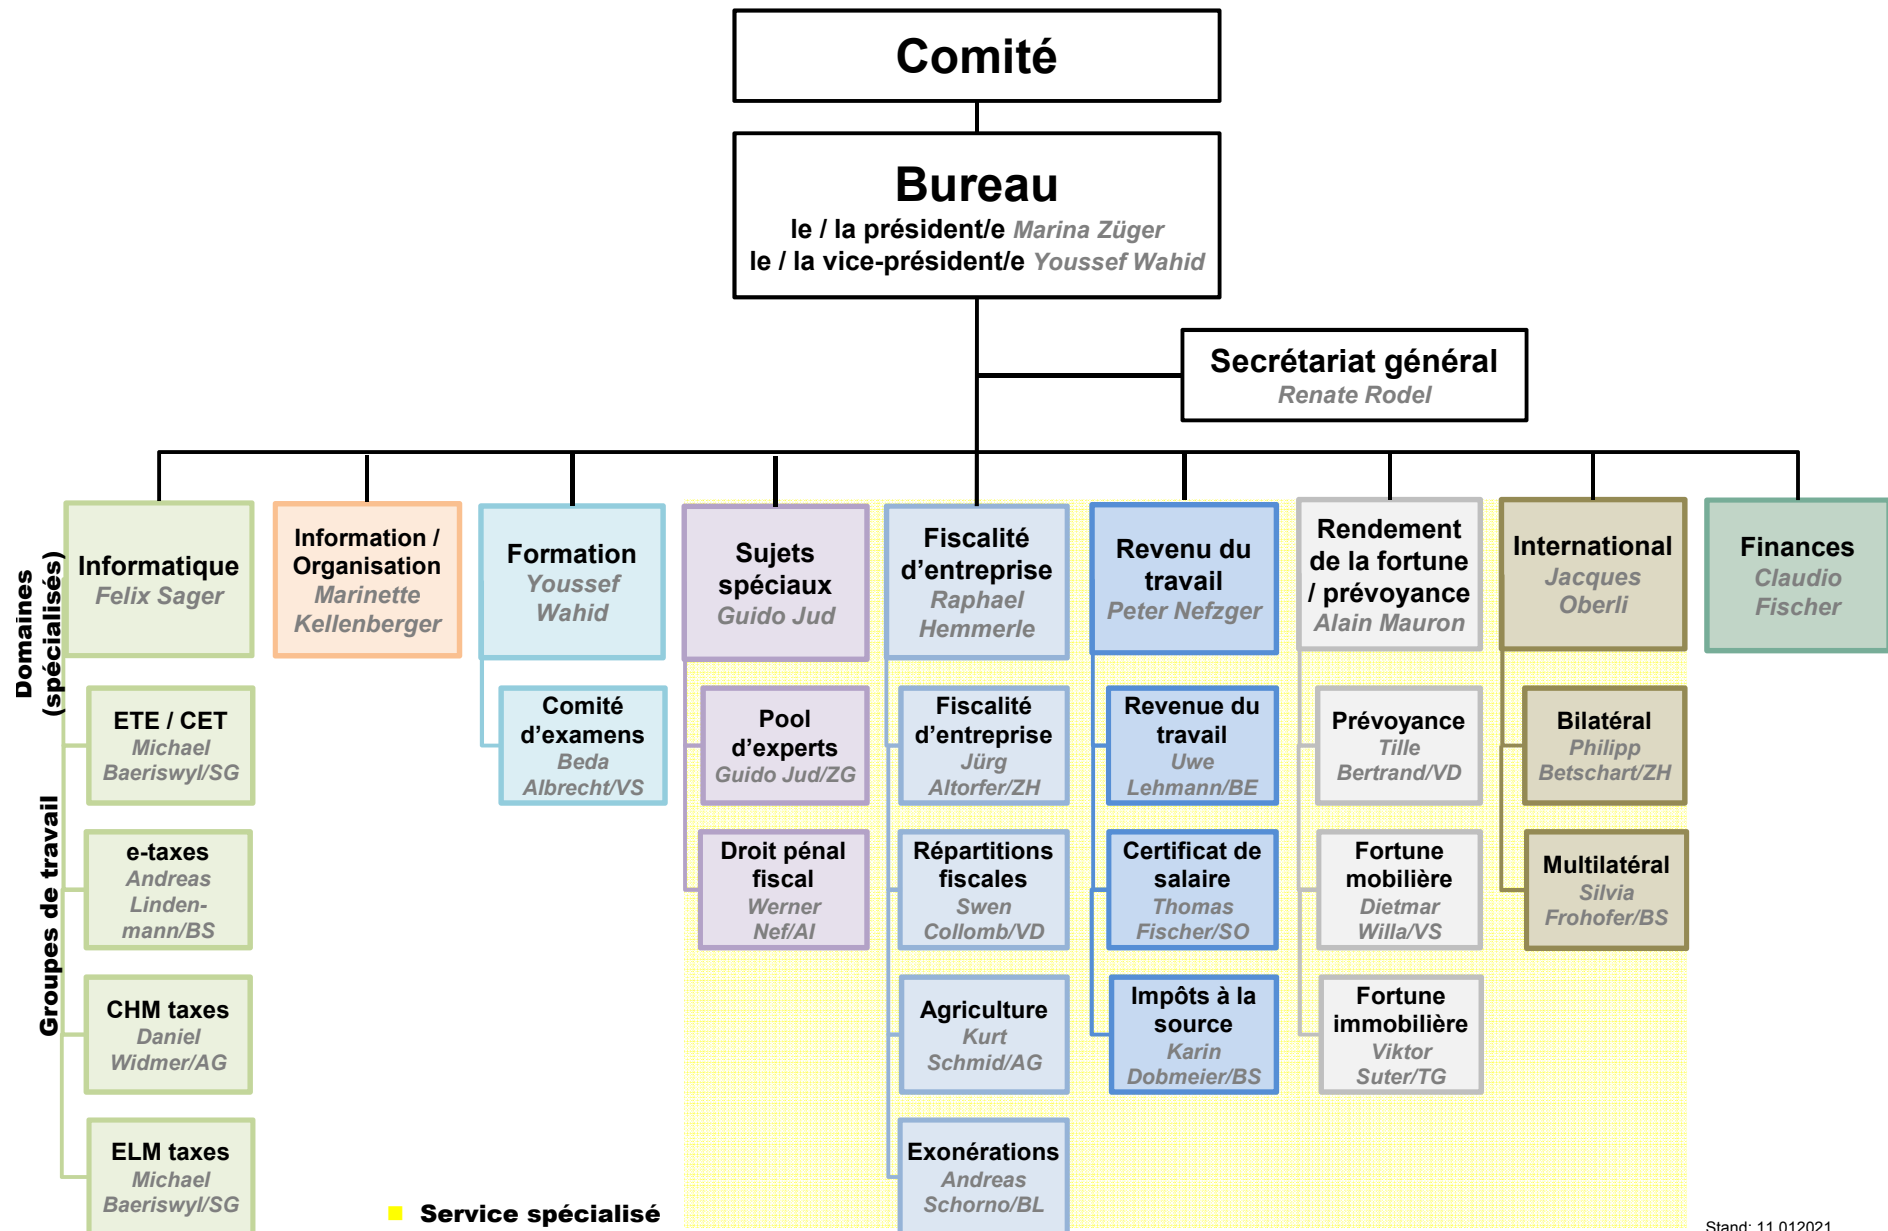 Comité
Bureau
le / la président/e Marina Züger
le / la vice-président/e Youssef Wahid
Secrétariat général
Renate Rodel
Domaines
(spécialisés)
Informatique
Felix Sager
Information /
Organisation
Marinette
Kellenberger
Formation
Youssef
Wahid
Sujets
spéciaux
Guido Jud
Fiscalité
d'entreprise
Raphael
Hemmerle
Revenu du
travail
Peter Nefzger
Rendement
de la fortune
/ prévoyance
Alain Mauron
International
Jacques
Oberli
Finances
Claudio
Fischer
Groupes de travail
ETE / CET
Michael
Baeriswyl/SG
e-taxes
Andreas
Linden-
mann/BS
CHM taxes
Daniel
Widmer/AG
ELM taxes
Michael
Baeriswyl/SG
Comité
d'examens
Beda
Albrecht/VS
Pool
d'experts
Guido Jud/ZG
Droit pénal
fiscal
Werner
Nef/AI
Fiscalité
d'entreprise
Jürg
Altorfer/ZH
Répartitions
fiscales
Swen
Collomb/VD
Agriculture
Kurt
Schmid/AG
Exonérations
Andreas
Schorno/BL
Revenue du
travail
Uwe
Lehmann/BE
Certificat de
salaire
Thomas
Fischer/SO
Impôts à la
source
Karin
Dobmeier/BS
Prévoyance
Tille
Bertrand/VD
Fortune
mobilière
Dietmar
Willa/VS
Fortune
immobilière
Viktor
Suter/TG
Bilatéral
Philipp
Betschart/ZH
Multilatéral
Silvia
Frohofer/BS
Service spécialisé
Stand: 11.012021